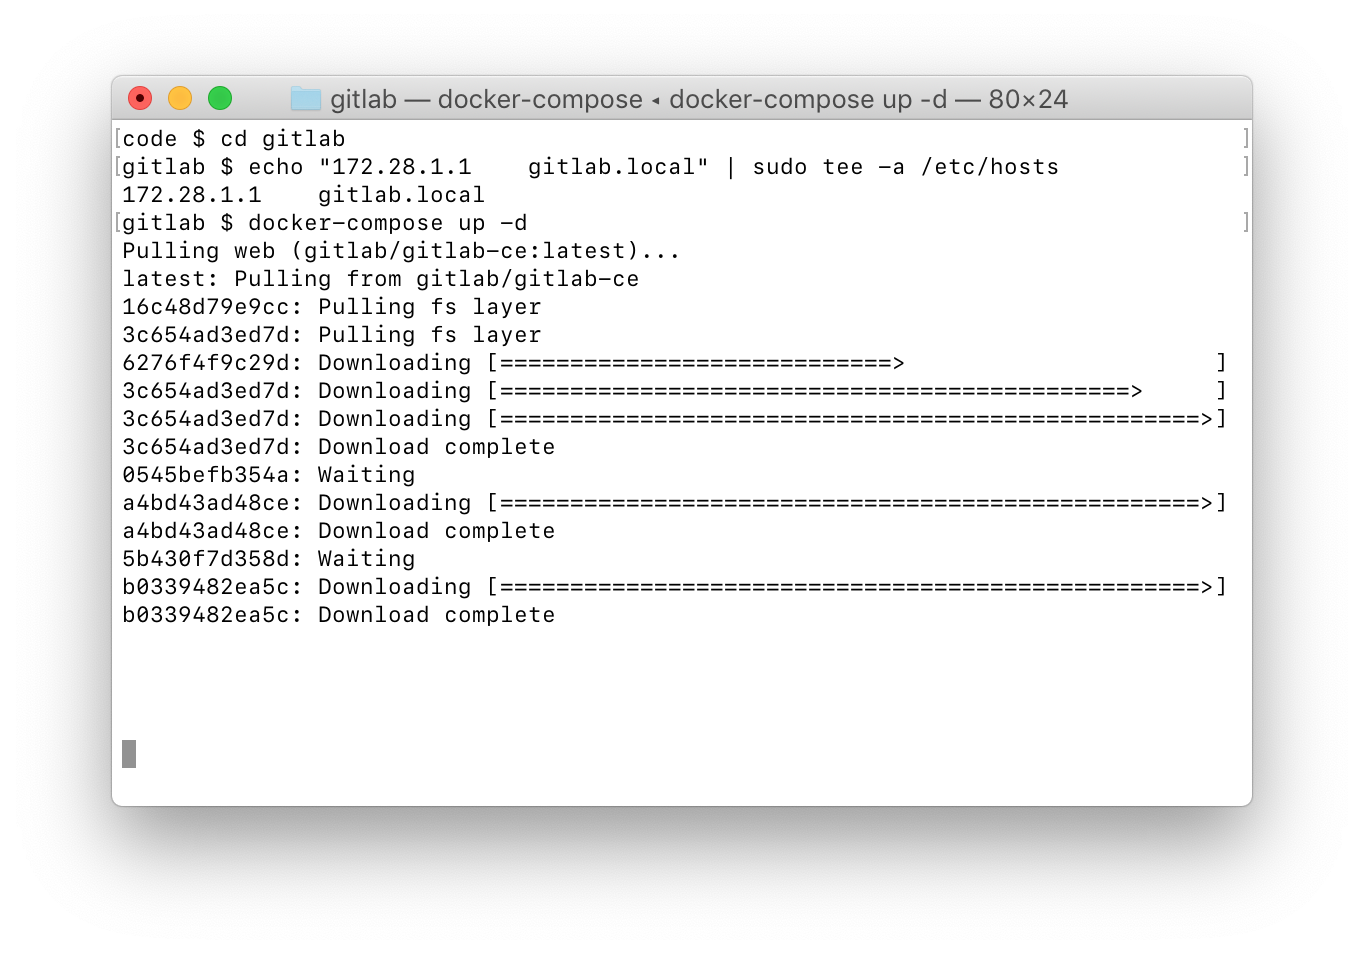 gitlab — docker-compose ◂ docker-compose up -d — 80×24
[code $ cd gitlab ]
[gitlab $ echo "172.28.1.1    gitlab.local" | sudo tee -a /etc/hosts ]
172.28.1.1    gitlab.local
[gitlab $ docker-compose up -d ]
Pulling web (gitlab/gitlab-ce:latest)...
latest: Pulling from gitlab/gitlab-ce
16c48d79e9cc: Pulling fs layer
3c654ad3ed7d: Pulling fs layer
6276f4f9c29d: Downloading [============================>                      ]
3c654ad3ed7d: Downloading [=============================================>     ]
3c654ad3ed7d: Downloading [==================================================>]
3c654ad3ed7d: Download complete
0545befb354a: Waiting
a4bd43ad48ce: Downloading [==================================================>]
a4bd43ad48ce: Download complete
5b430f7d358d: Waiting
b0339482ea5c: Downloading [==================================================>]
b0339482ea5c: Download complete